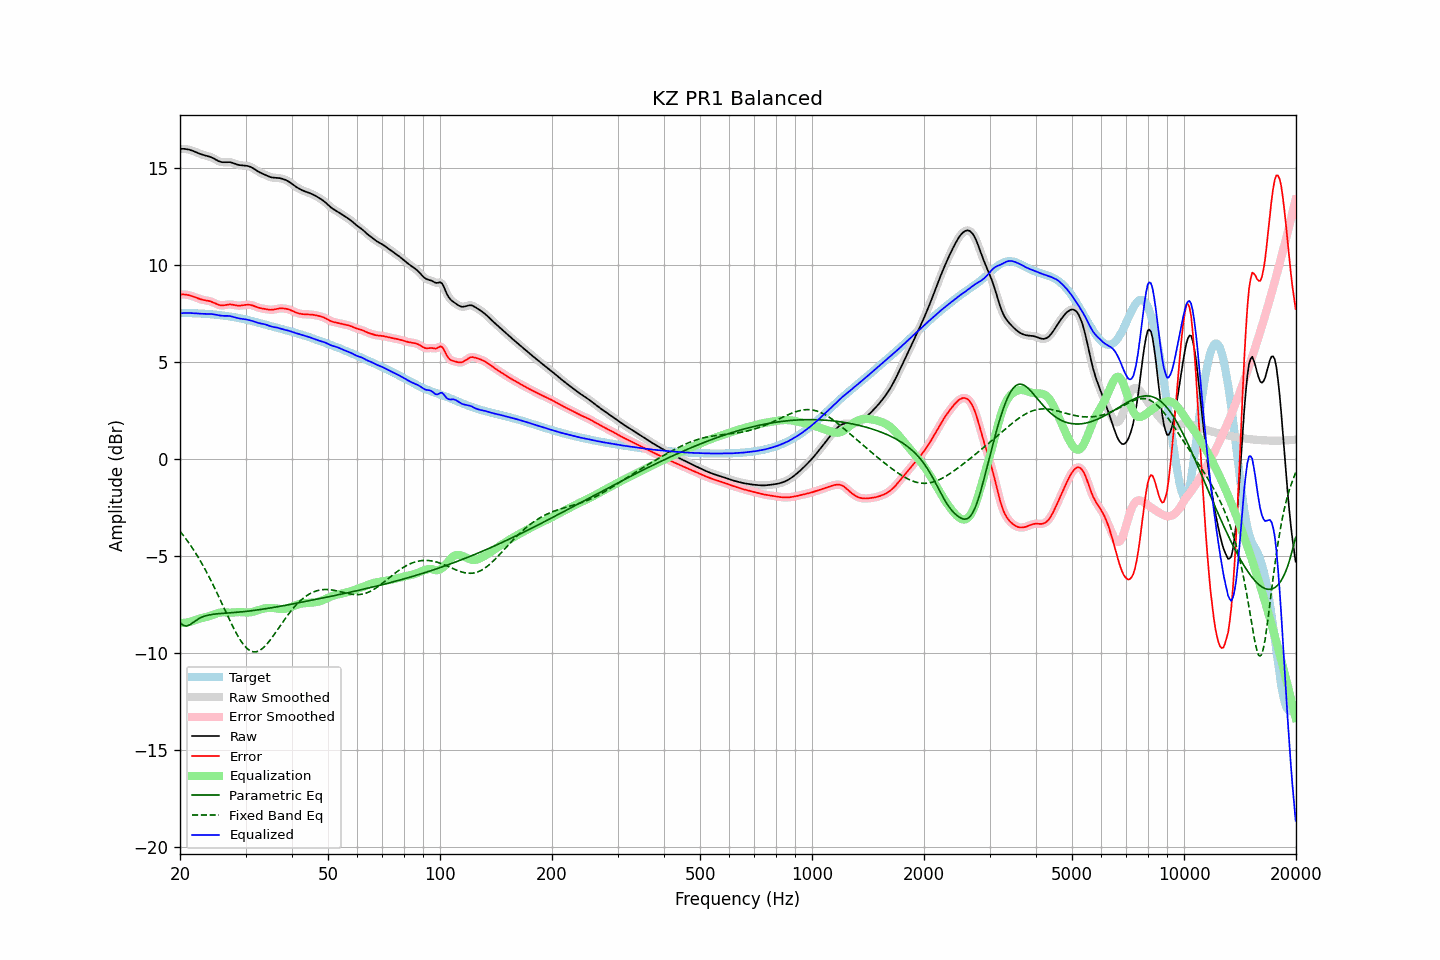 KZ PR1 Balanced
Amplitude (dBr)
15
10
5
0
−5
−10
−15
−20
Target
Raw Smoothed
Error Smoothed
Raw
Error
Equalization
Parametric Eq
Fixed Band Eq
Equalized
20 50 100 200 500 1000 2000 5000 10000 20000
Frequency (Hz)